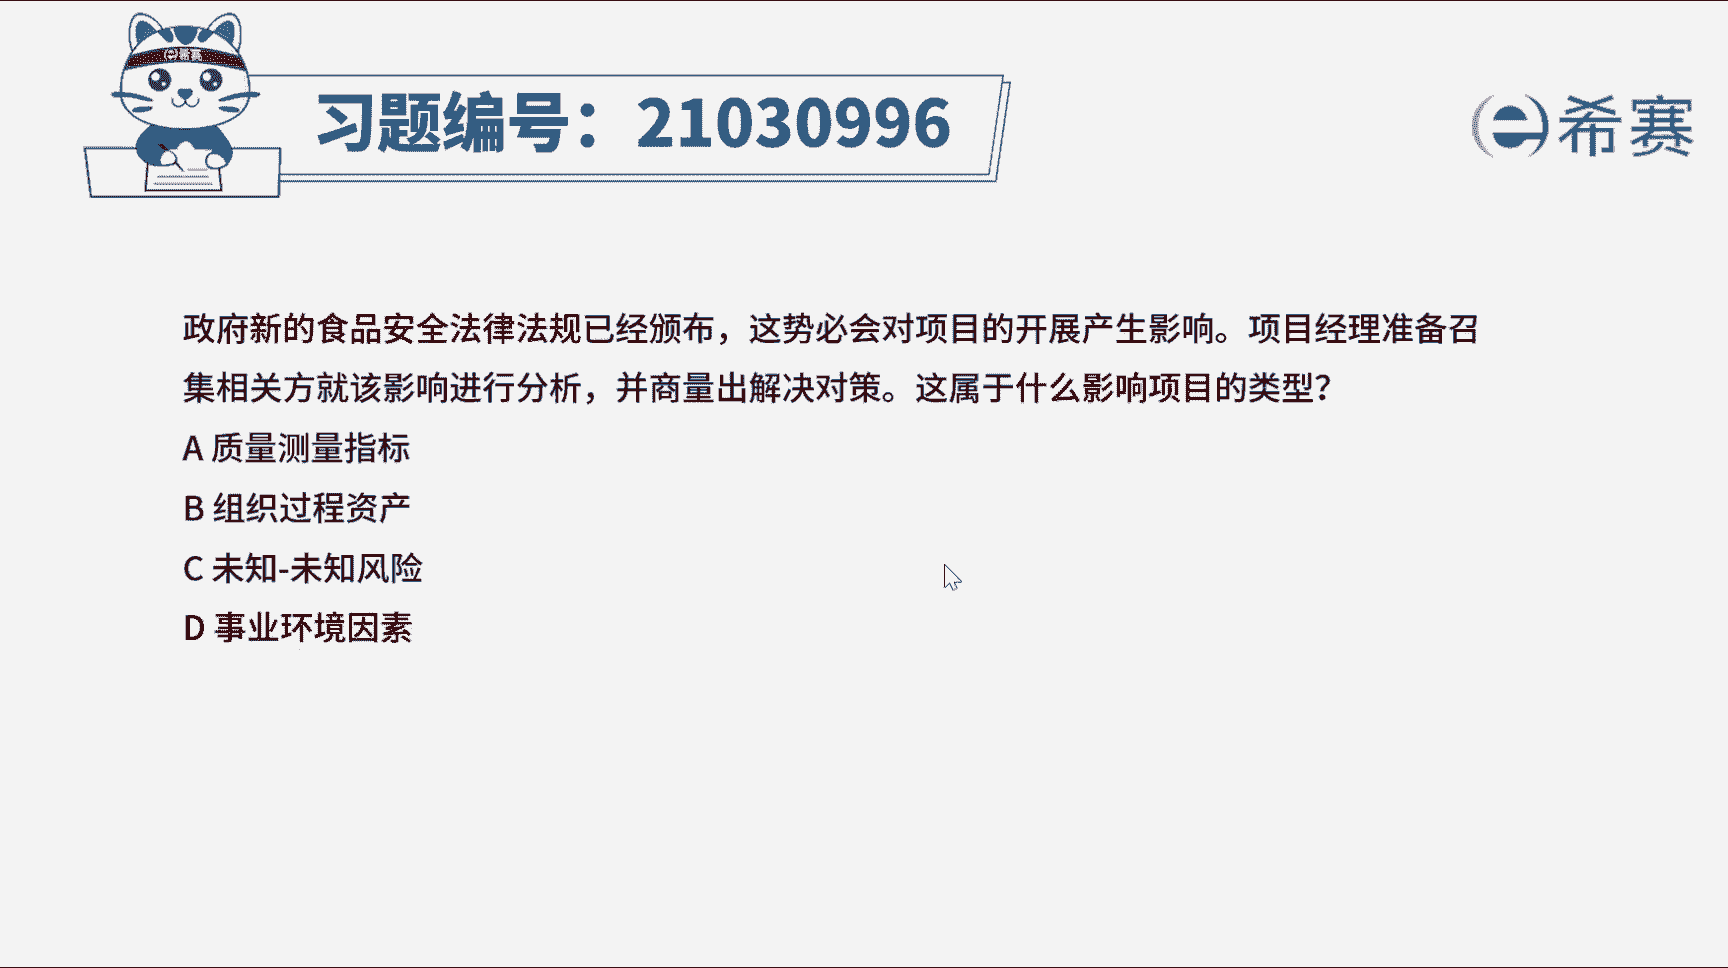 习题编号：21030996
希赛
政府新的食品安全法律法规已经颁布，这势必会对项目的开展产生影响。项目经理准备召
集相关方就该影响进行分析，并商量出解决对策。这属于什么影响项目的类型？
A 质量测量指标
B 组织过程资产
C 未知-未知风险
D 事业环境因素